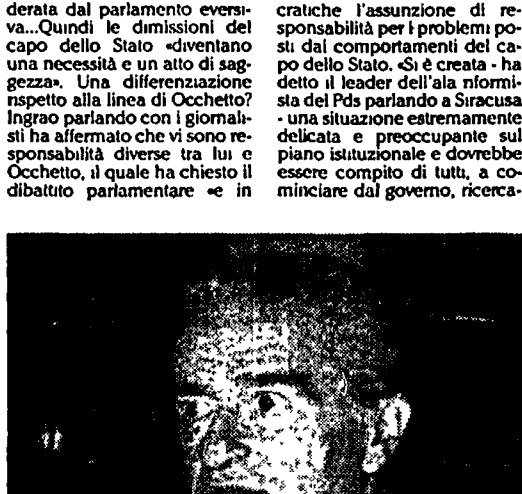 derata dal parlamento eversi-
va...Quindi le dimissioni del
capo dello Stato «diventano
una necessità e un atto di sag-
gezza». Una differenziazione
rispetto alla linea di Occhetto?
Ingrao parlando con i giornali-
sti ha affermato che vi sono re-
sponsabilità diverse tra lui e
Occhetto, il quale ha chiesto il
dibattito parlamentare «e in
cratiche l'assunzione di re-
sponsabilità per i problemi po-
sti dai comportamenti del ca-
po dello Stato. «Si è creata - ha
detto il leader dell'ala riformi-
sta del Pds parlando a Siracusa
- una situazione estremamente
delicata e preoccupante sul
piano istituzionale e dovrebbe
essere compito di tutti, a co-
minciare dal governo, ricerca-